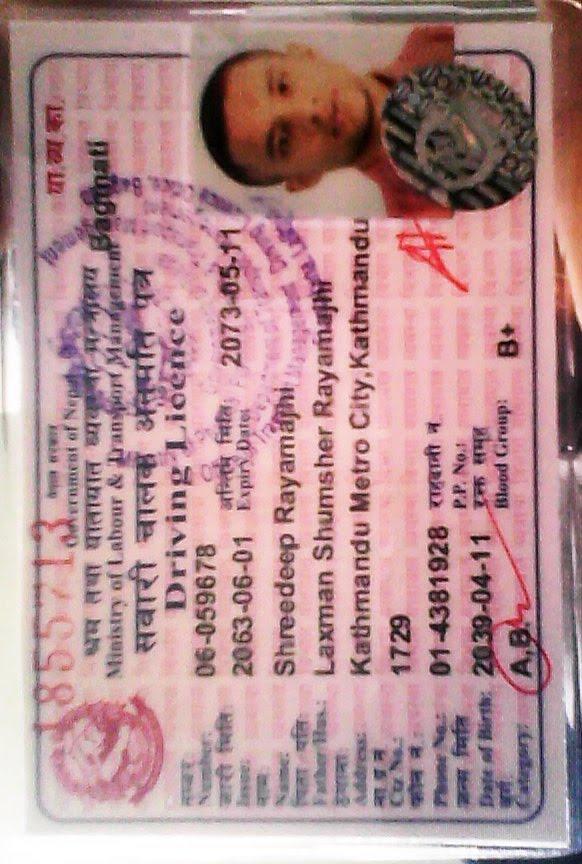 1855713
या.व्य.का.
नेपाल सरकार
Government of Nepal
श्रम तथा यातायात व्यवस्था मन्त्रालय
Ministry of Labour & Transport Management
Bagmati
सवारी चालक अनुमति पत्र
Driving Licence
नम्बर
Number: 06-059678
जारी मिति अन्तिम मिति
Issue: 2063-06-01 Expiry Date: 2073-05-11
नाम:
Name: Shreedeep Rayamajhi
पिता/पति
Father/Hus.: Laxman Shumsher Rayamajhi
ठेगाना:
Address: Kathmandu Metro City,Kathmandu
ना.प्र.नं
Ctz No.: 1729
फोन नं. राहदानी नं.
Phone No.: 01-4381928 P.P. No.:
जन्म मिति रक्त समूह
Date of Birth: 2039-04-11 Blood Group: B+
वर्ग
Category: A,B